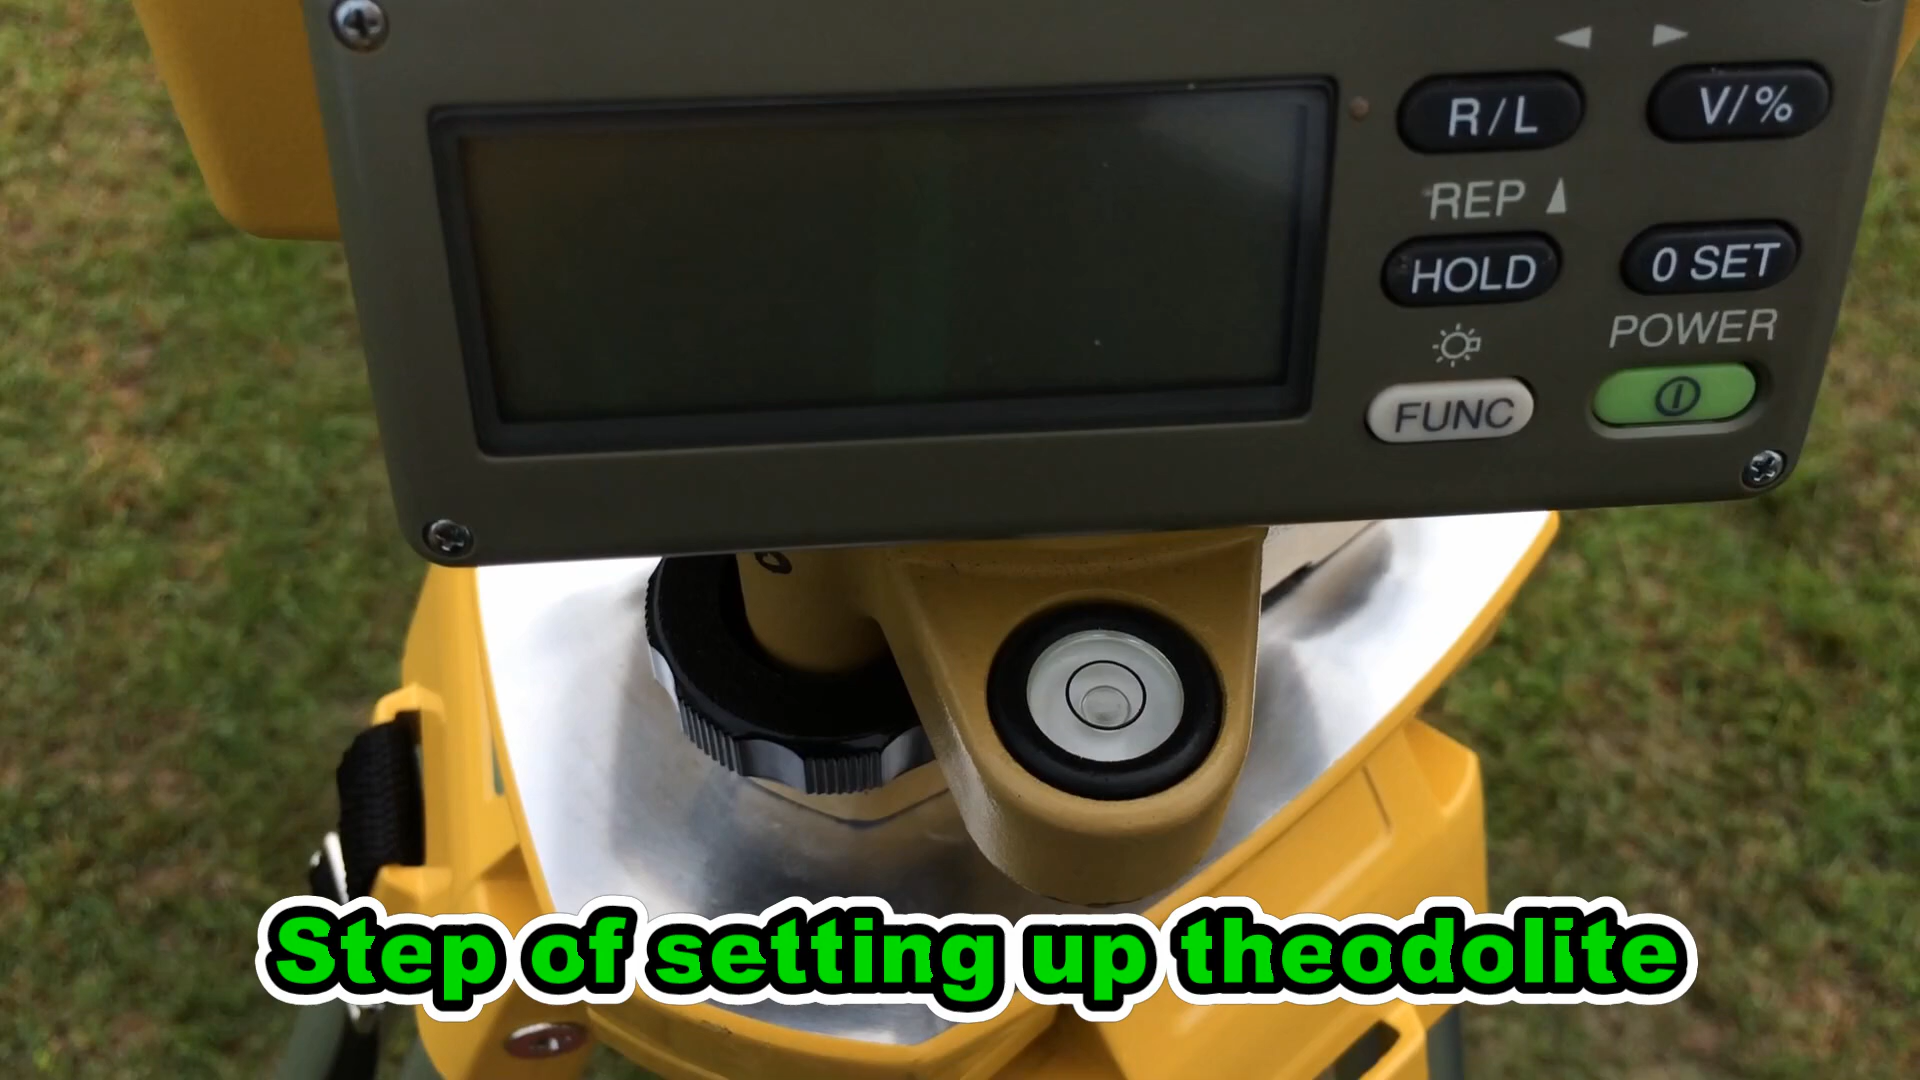 R/L
V/%
REP
HOLD
0 SET
POWER
FUNC
Step of setting up theodolite